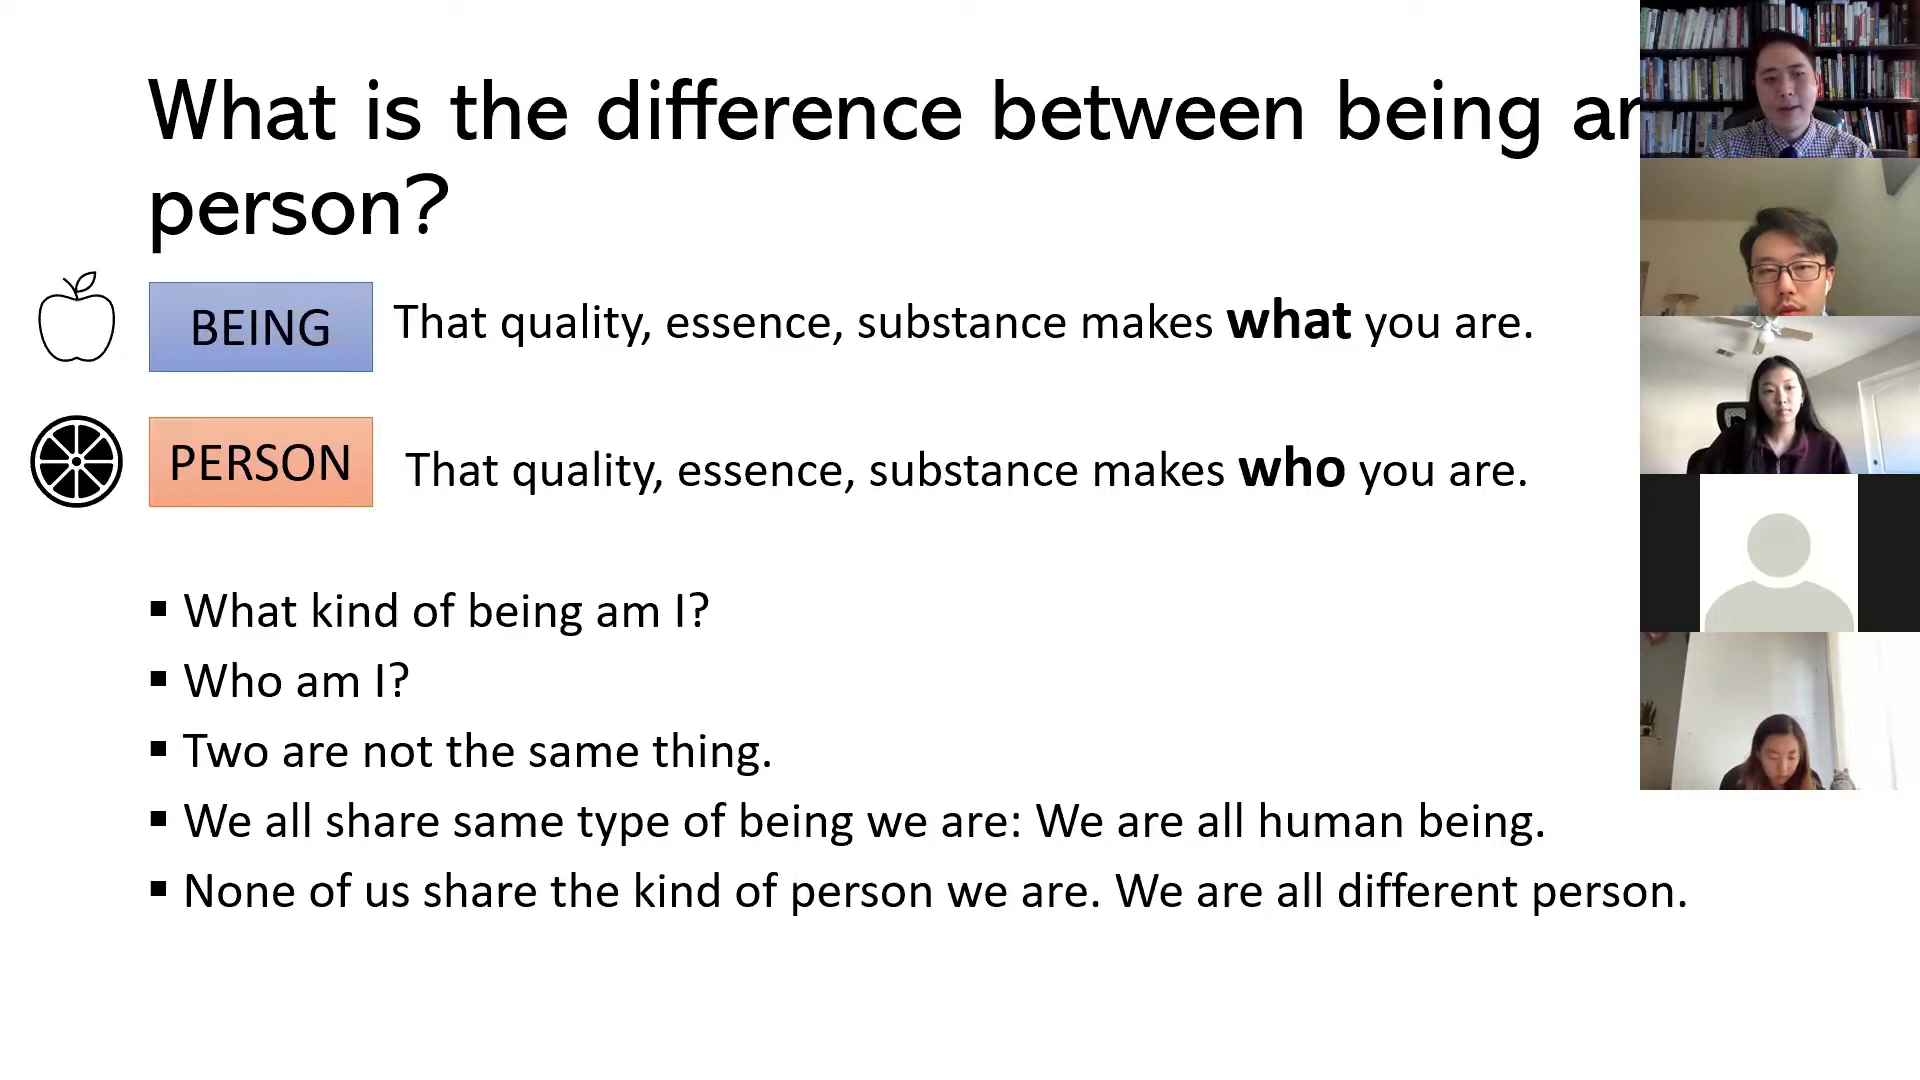 What is the difference between being
person?
BEING
That quality, essence, substance makes what you are.
PERSON
That quality, essence, substance makes who you are.
▪ What kind of being am I?
▪ Who am I?
▪ Two are not the same thing.
▪ We all share same type of being we are: We are all human being.
▪ None of us share the kind of person we are. We are all different person.